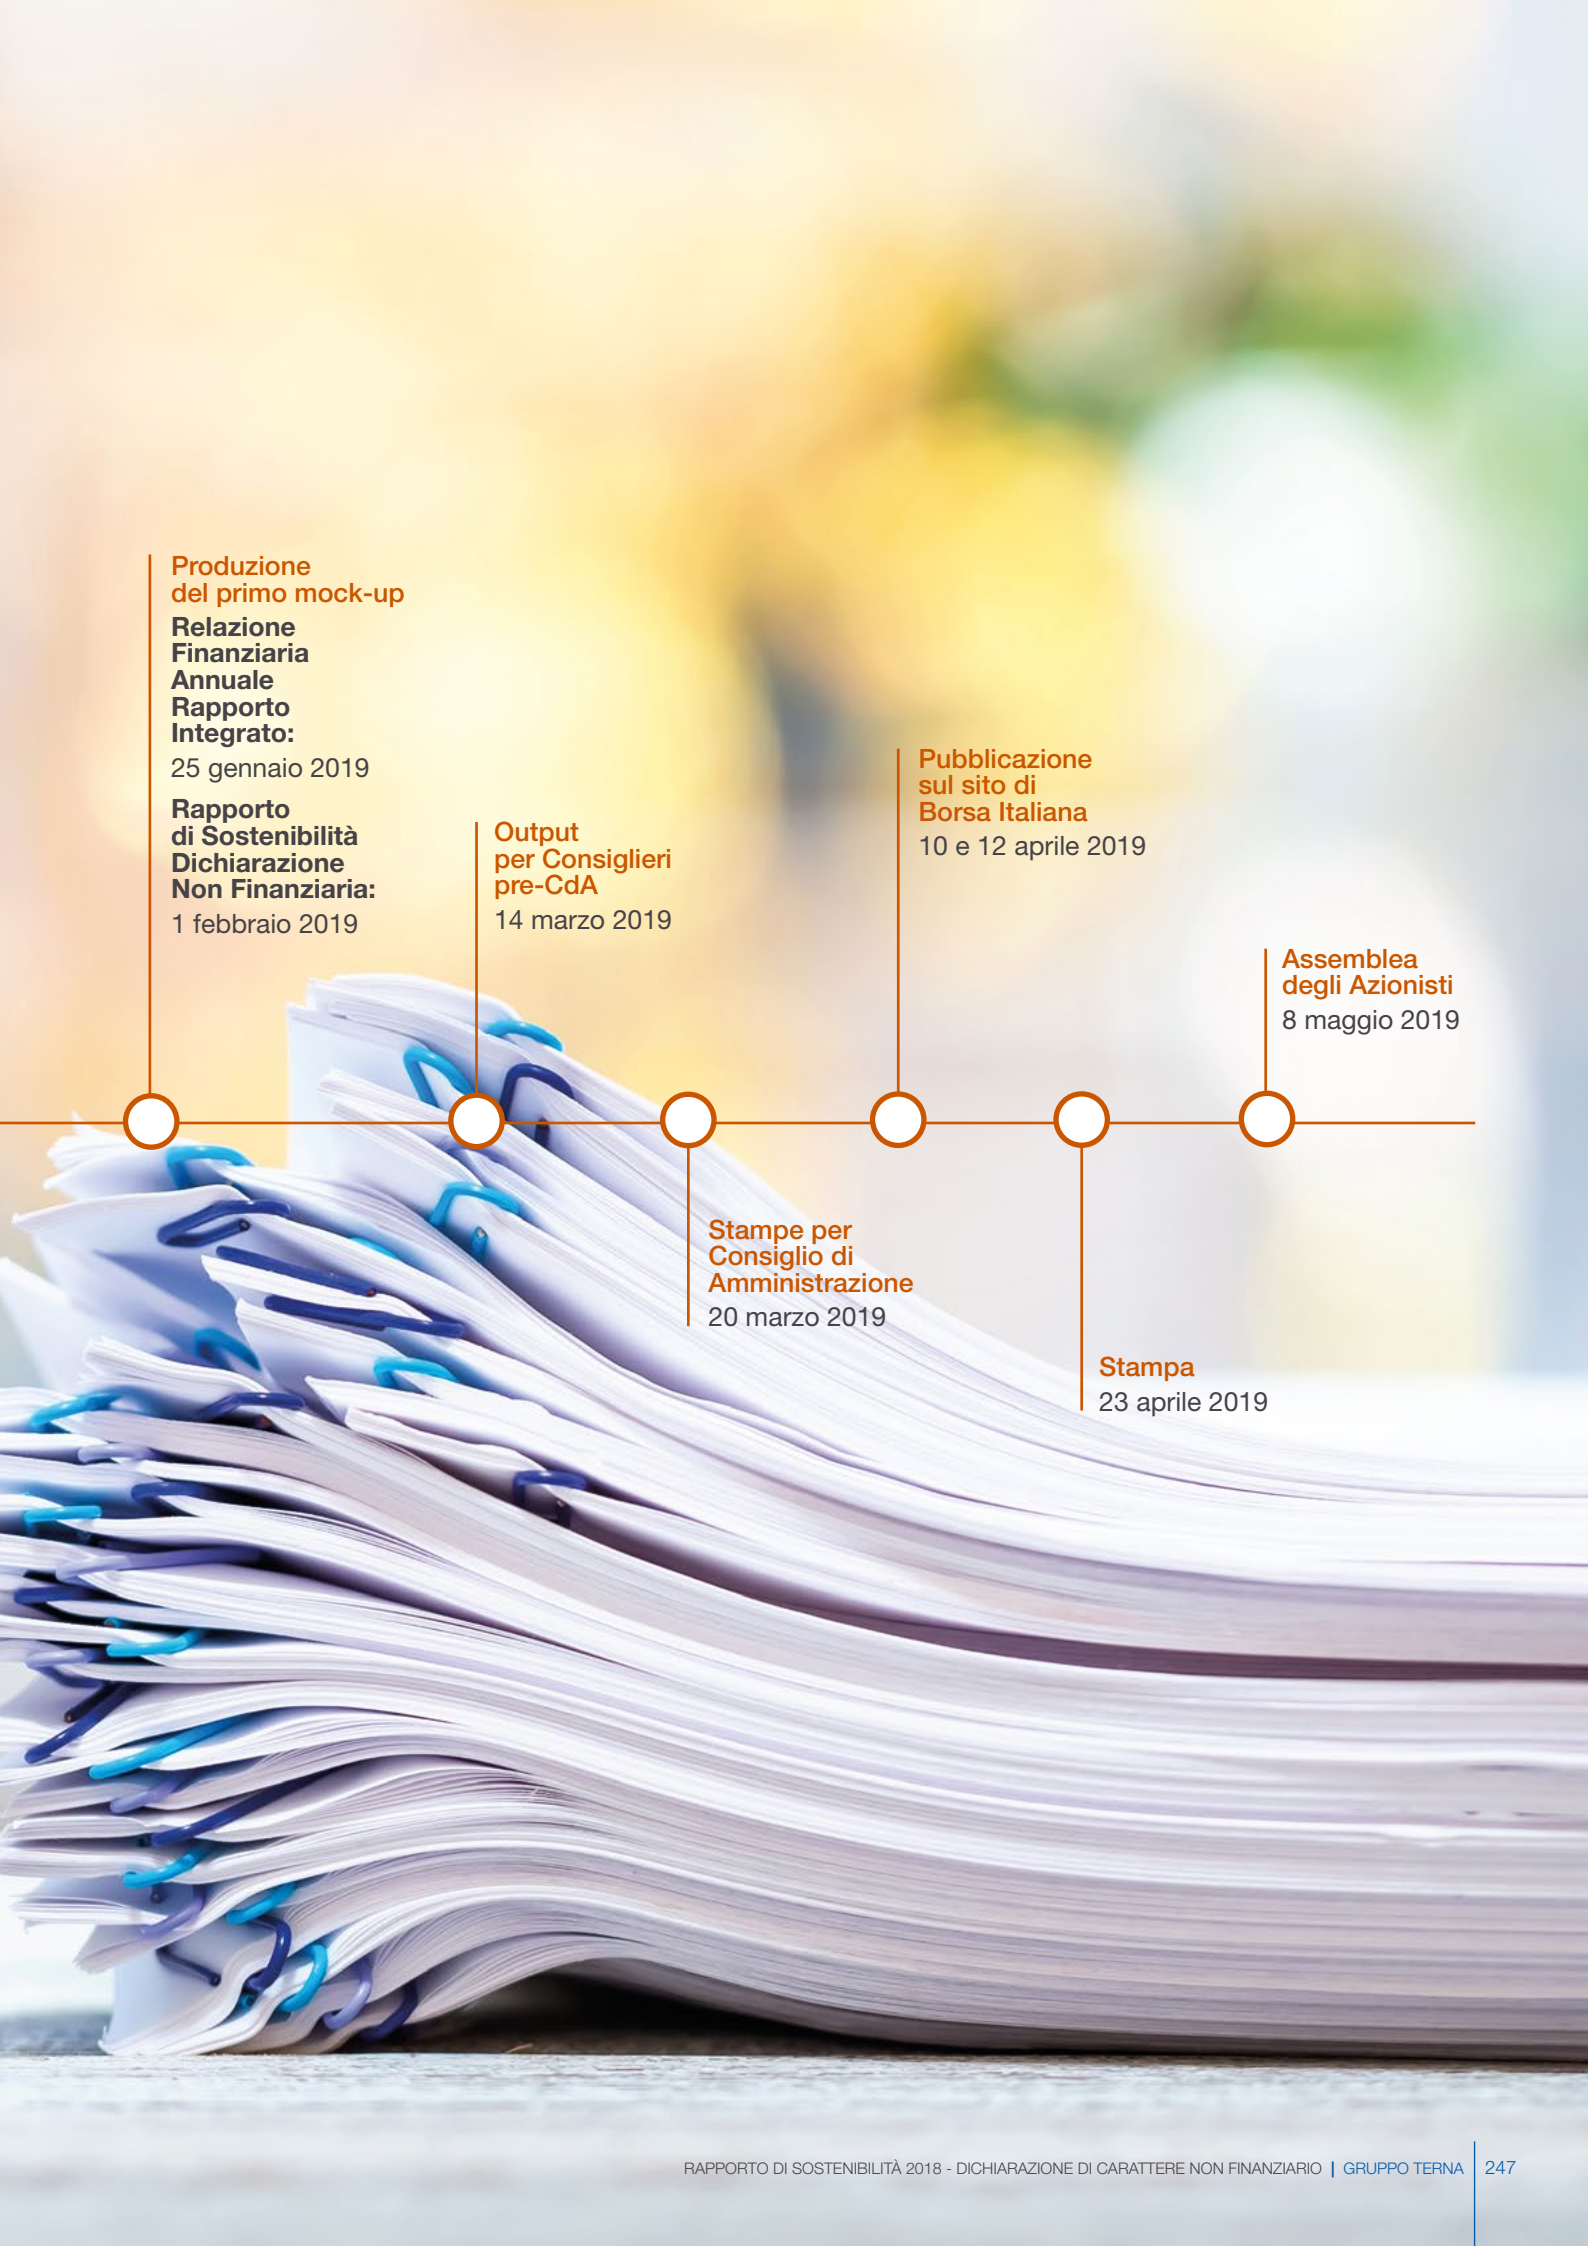 Produzione
del primo mock-up
Relazione
Finanziaria
Annuale
Rapporto
Integrato:
25 gennaio 2019
Rapporto
di Sostenibilità
Dichiarazione
Non Finanziaria:
1 febbraio 2019
Output
per Consiglieri
pre-CdA
14 marzo 2019
Stampe per
Consiglio di
Amministrazione
20 marzo 2019
Pubblicazione
sul sito di
Borsa Italiana
10 e 12 aprile 2019
Stampa
23 aprile 2019
Assemblea
degli Azionisti
8 maggio 2019
RAPPORTO DI SOSTENIBILITÀ 2018 - DICHIARAZIONE DI CARATTERE NON FINANZIARIO | GRUPPO TERNA 247